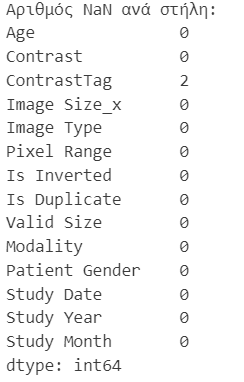 Αριθμός NaN ανά στήλη:
Age 0
Contrast 0
ContrastTag 2
Image Size_x 0
Image Type 0
Pixel Range 0
Is Inverted 0
Is Duplicate 0
Valid Size 0
Modality 0
Patient Gender 0
Study Date 0
Study Year 0
Study Month 0
dtype: int64